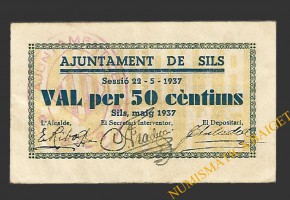 AJUNTAMENT DE SILS
Sessió 22 - 5 - 1937
VAL per 50 cèntims
Sils, maig 1937
L'Alcalde, El Secretari Interventor, El Depositari,